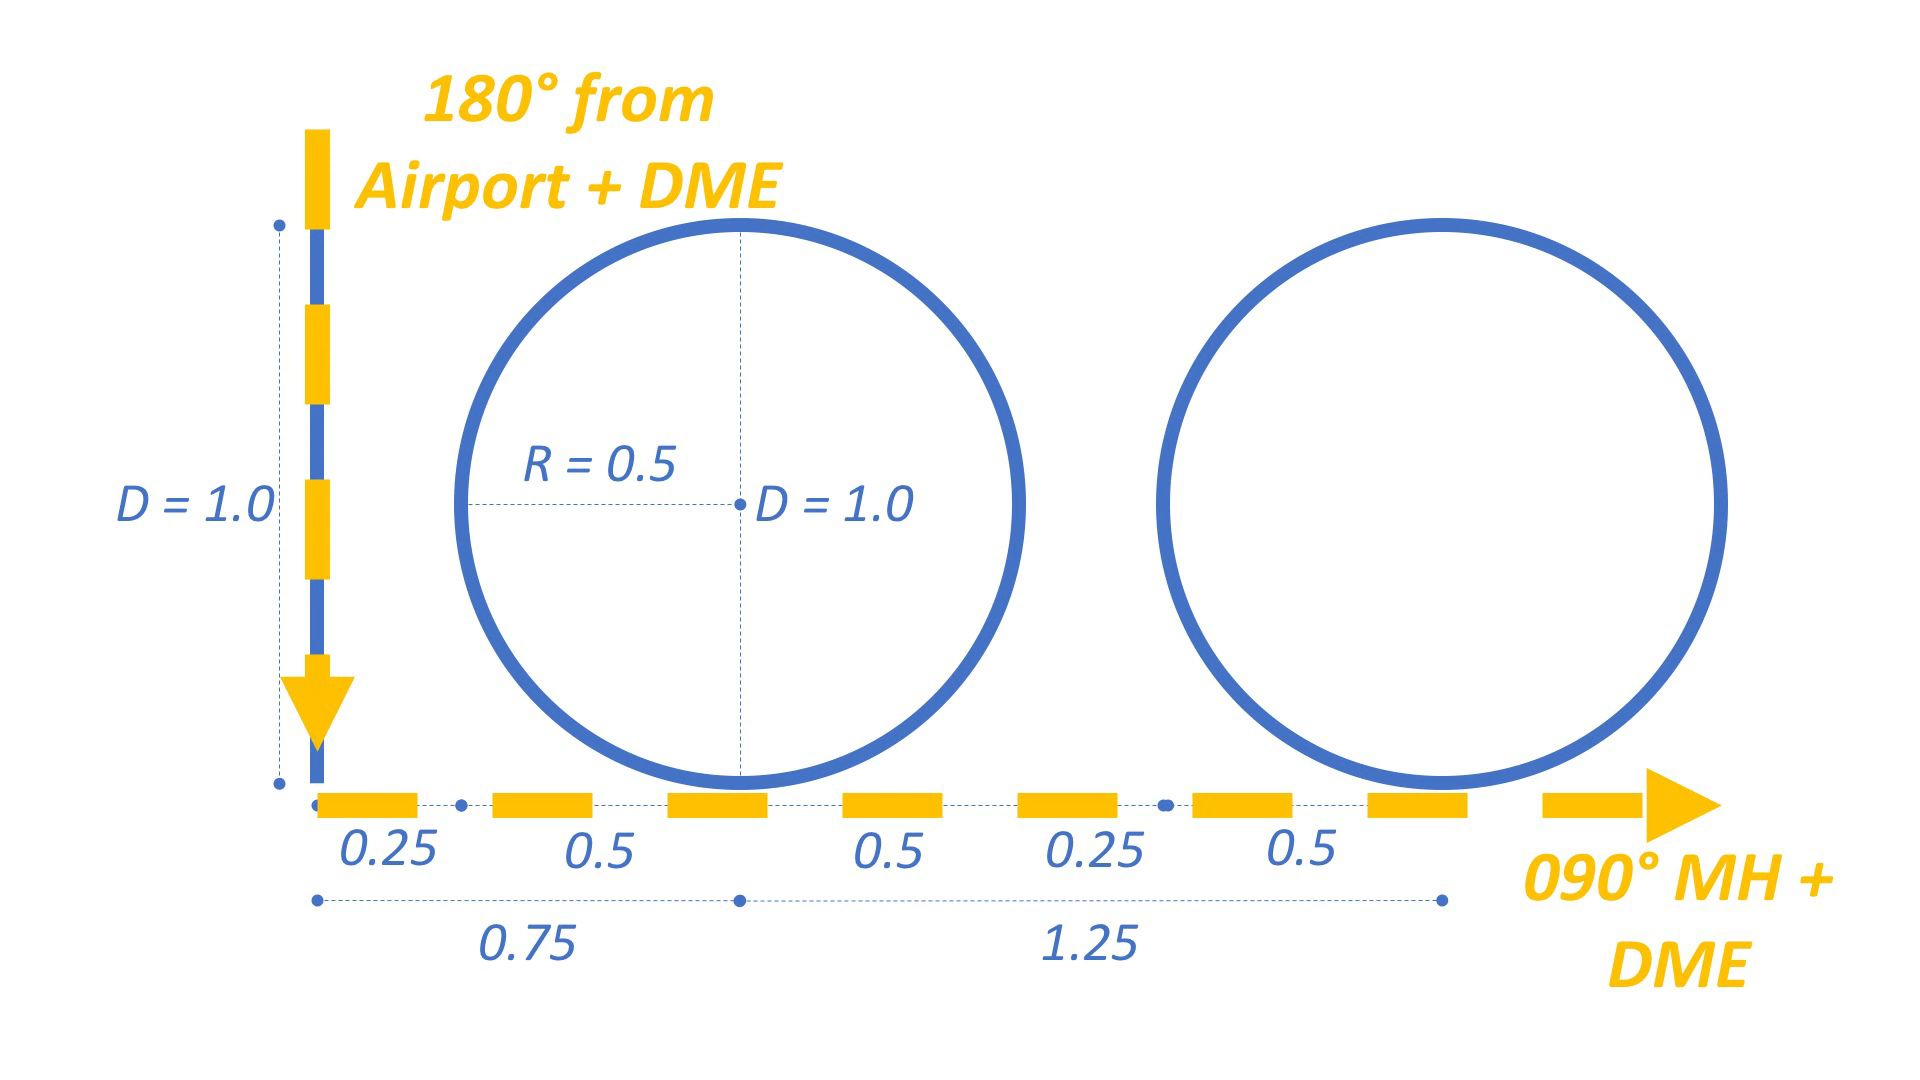 180° from
Airport + DME
R = 0.5
D = 1.0
D = 1.0
0.25
0.5
0.5
0.25
0.5
090° MH +
DME
0.75
1.25